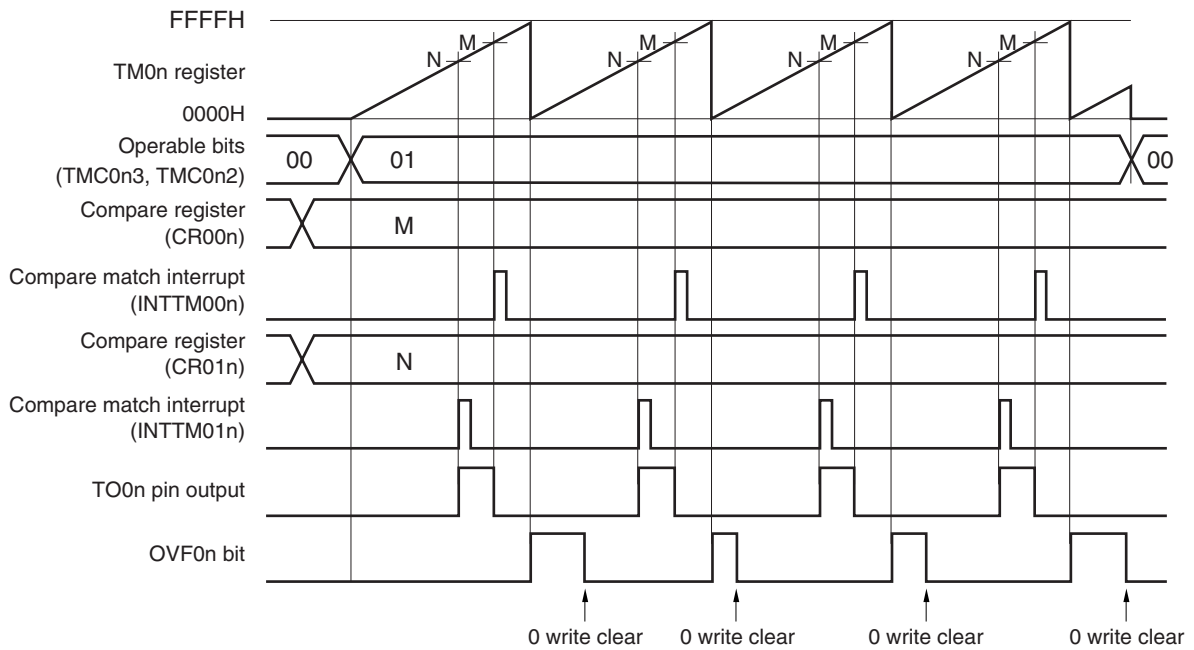 FFFFH
M M M M
N N N N
TM0n register
0000H
Operable bits
(TMC0n3, TMC0n2)
00 01 00
Compare register
(CR00n)
M
Compare match interrupt
(INTTM00n)
Compare register
(CR01n)
N
Compare match interrupt
(INTTM01n)
TO0n pin output
OVF0n bit
0 write clear 0 write clear 0 write clear 0 write clear